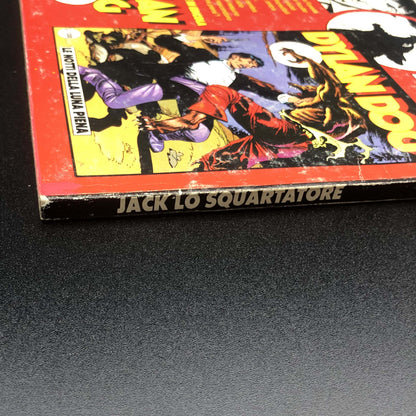 DYLAN DOG
LE NOTTI DELLA LUNA PIENA
JACK LO SQUARTATORE